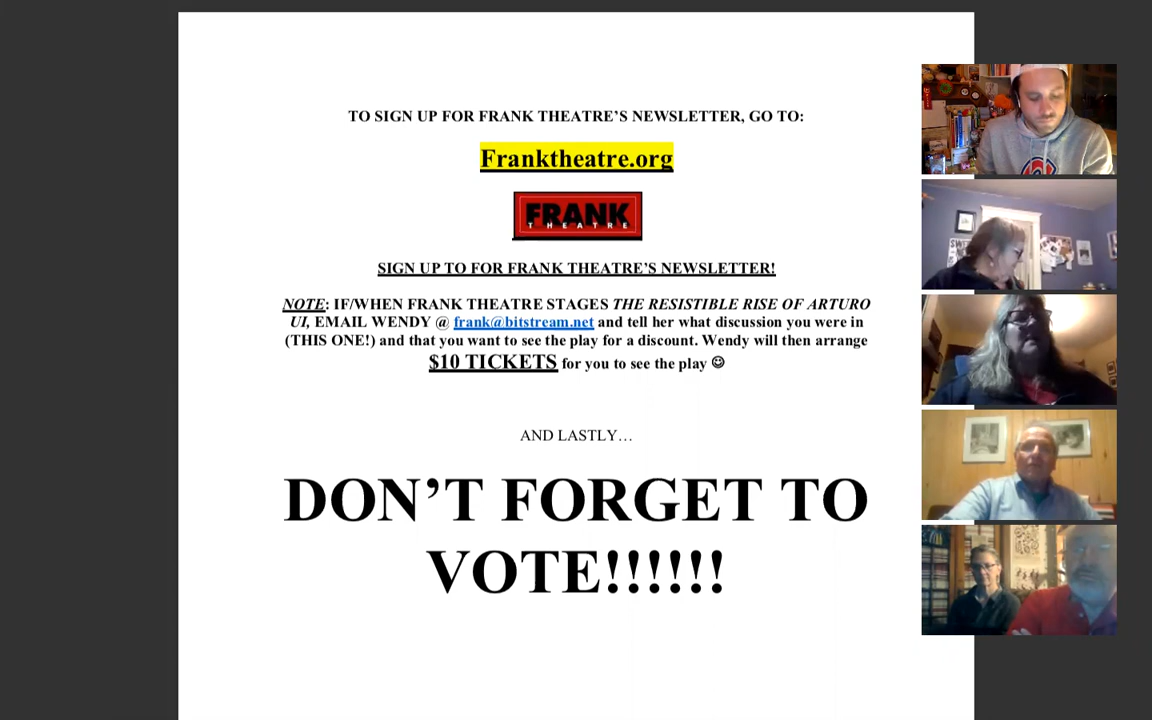 TO SIGN UP FOR FRANK THEATRE’S NEWSLETTER, GO TO:
Franktheatre.org
FRANK
THEATRE
SIGN UP TO FOR FRANK THEATRE’S NEWSLETTER!
NOTE: IF/WHEN FRANK THEATRE STAGES THE RESISTIBLE RISE OF ARTURO
UI, EMAIL WENDY @ frank@bitstream.net and tell her what discussion you were in
(THIS ONE!) and that you want to see the play for a discount. Wendy will then arrange
$10 TICKETS for you to see the play ☺
AND LASTLY…
DON’T FORGET TO
VOTE!!!!!!